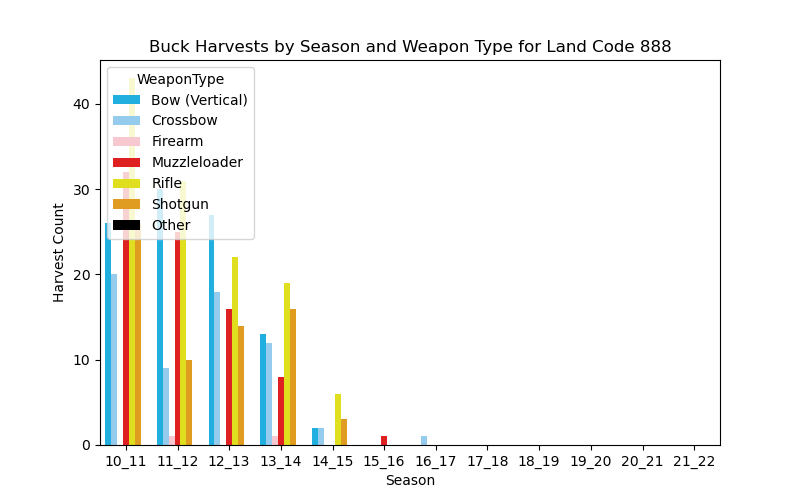 Buck Harvests by Season and Weapon Type for Land Code 888
WeaponType
Bow (Vertical)
Crossbow
Firearm
Muzzleloader
Rifle
Shotgun
Other
Harvest Count
40
30
20
10
0
10_11 11_12 12_13 13_14 14_15 15_16 16_17 17_18 18_19 19_20 20_21 21_22
Season